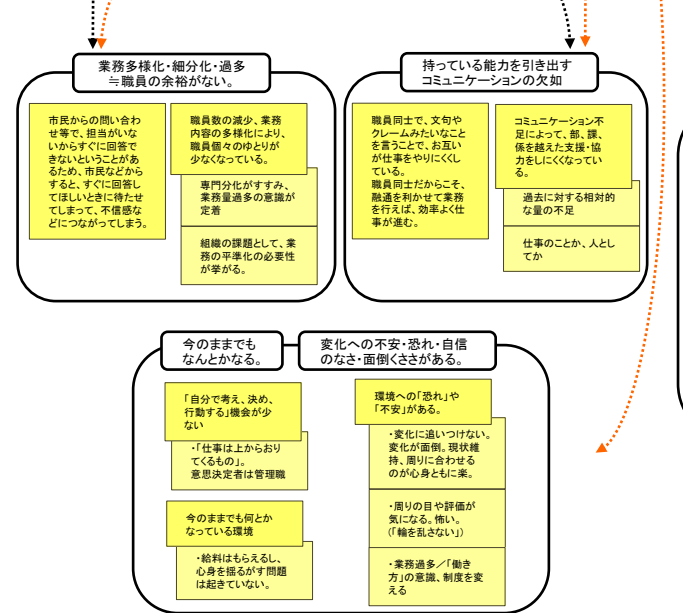 業務多様化・細分化・過多
≒職員の余裕がない。
市民からの問い合わ
せ等で、担当がいな
いからすぐに回答で
きないということがあ
るため、市民などから
すると、すぐに回答し
てほしいときに待たせ
てしまって、不信感な
どにつながってしまう。
職員数の減少、業務
内容の多様化により、
職員個々のゆとりが
少なくなっている。
専門分化がすすみ、
業務量過多の意識が
定着
組織の課題として、業
務の平準化の必要性
が挙がる。
持っている能力を引き出す
コミュニケーションの欠如
職員同士で、文句や
クレームみたいなこと
を言うことで、お互い
が仕事をやりにくくし
ている。
職員同士だからこそ、
融通を利かせて業務
を行えば、効率よく仕
事が進む。
コミュニケーション不
足によって、部、課、
係を越えた支援・協
力をしにくくなってい
る。
過去に対する相対的
な量の不足
仕事のことか、人とし
てか
今のままでも
なんとかなる。
変化への不安・恐れ・自信
のなさ・面倒くささがある。
「自分で考え、決め、
行動する」機会が少
ない
・「仕事は上からおり
てくるもの」。
意思決定者は管理職
今のままでも何とか
なっている環境
・給料はもらえるし、
心身を揺るがす問題
は起きていない。
環境への「恐れ」や
「不安」がある。
・変化に追いつけない。
変化が面倒。現状維
持、周りに合わせる
のが心身ともに楽。
・周りの目や評価が
気になる。怖い。
(「輪を乱さない」)
・業務過多／「働き
方」の意識、制度を変
える